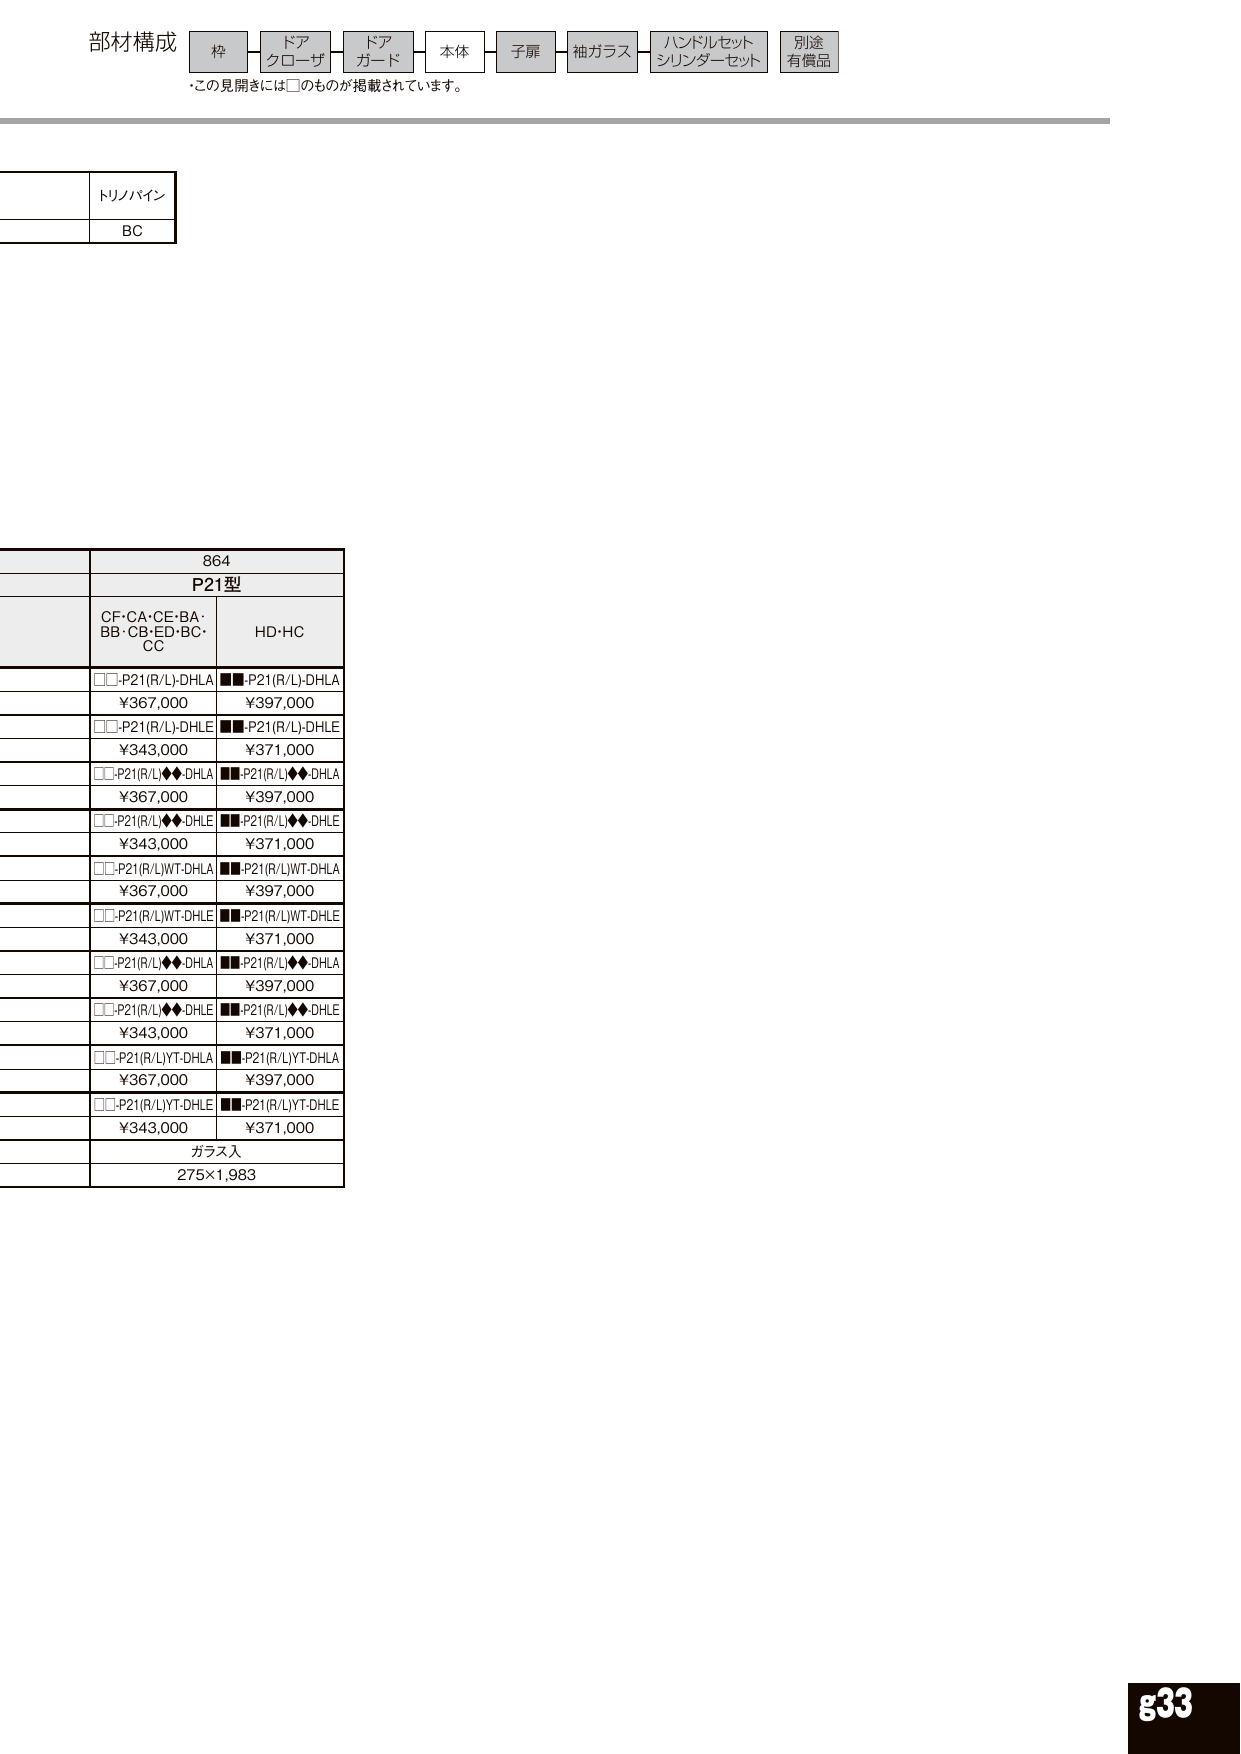 部材構成
枠
ドア
クローザ
ドア
ガード
本体
子扉
袖ガラス
ハンドルセット
シリンダーセット
別途
有償品
・この見開きには□のものが掲載されています。
トリノパイン
BC
864
P21型
CF・CA・CE・BA・
BB・CB・ED・BC・
CC
HD・HC
□□-P21(R/L)-DHLA ■■-P21(R/L)-DHLA
¥367,000 ¥397,000
□□-P21(R/L)-DHLE ■■-P21(R/L)-DHLE
¥343,000 ¥371,000
□□-P21(R/L)◆◆-DHLA ■■-P21(R/L)◆◆-DHLA
¥367,000 ¥397,000
□□-P21(R/L)◆◆-DHLE ■■-P21(R/L)◆◆-DHLE
¥343,000 ¥371,000
□□-P21(R/L)WT-DHLA ■■-P21(R/L)WT-DHLA
¥367,000 ¥397,000
□□-P21(R/L)WT-DHLE ■■-P21(R/L)WT-DHLE
¥343,000 ¥371,000
□□-P21(R/L)◆◆-DHLA ■■-P21(R/L)◆◆-DHLA
¥367,000 ¥397,000
□□-P21(R/L)◆◆-DHLE ■■-P21(R/L)◆◆-DHLE
¥343,000 ¥371,000
□□-P21(R/L)YT-DHLA ■■-P21(R/L)YT-DHLA
¥367,000 ¥397,000
□□-P21(R/L)YT-DHLE ■■-P21(R/L)YT-DHLE
¥343,000 ¥371,000
ガラス入
275×1,983
g33